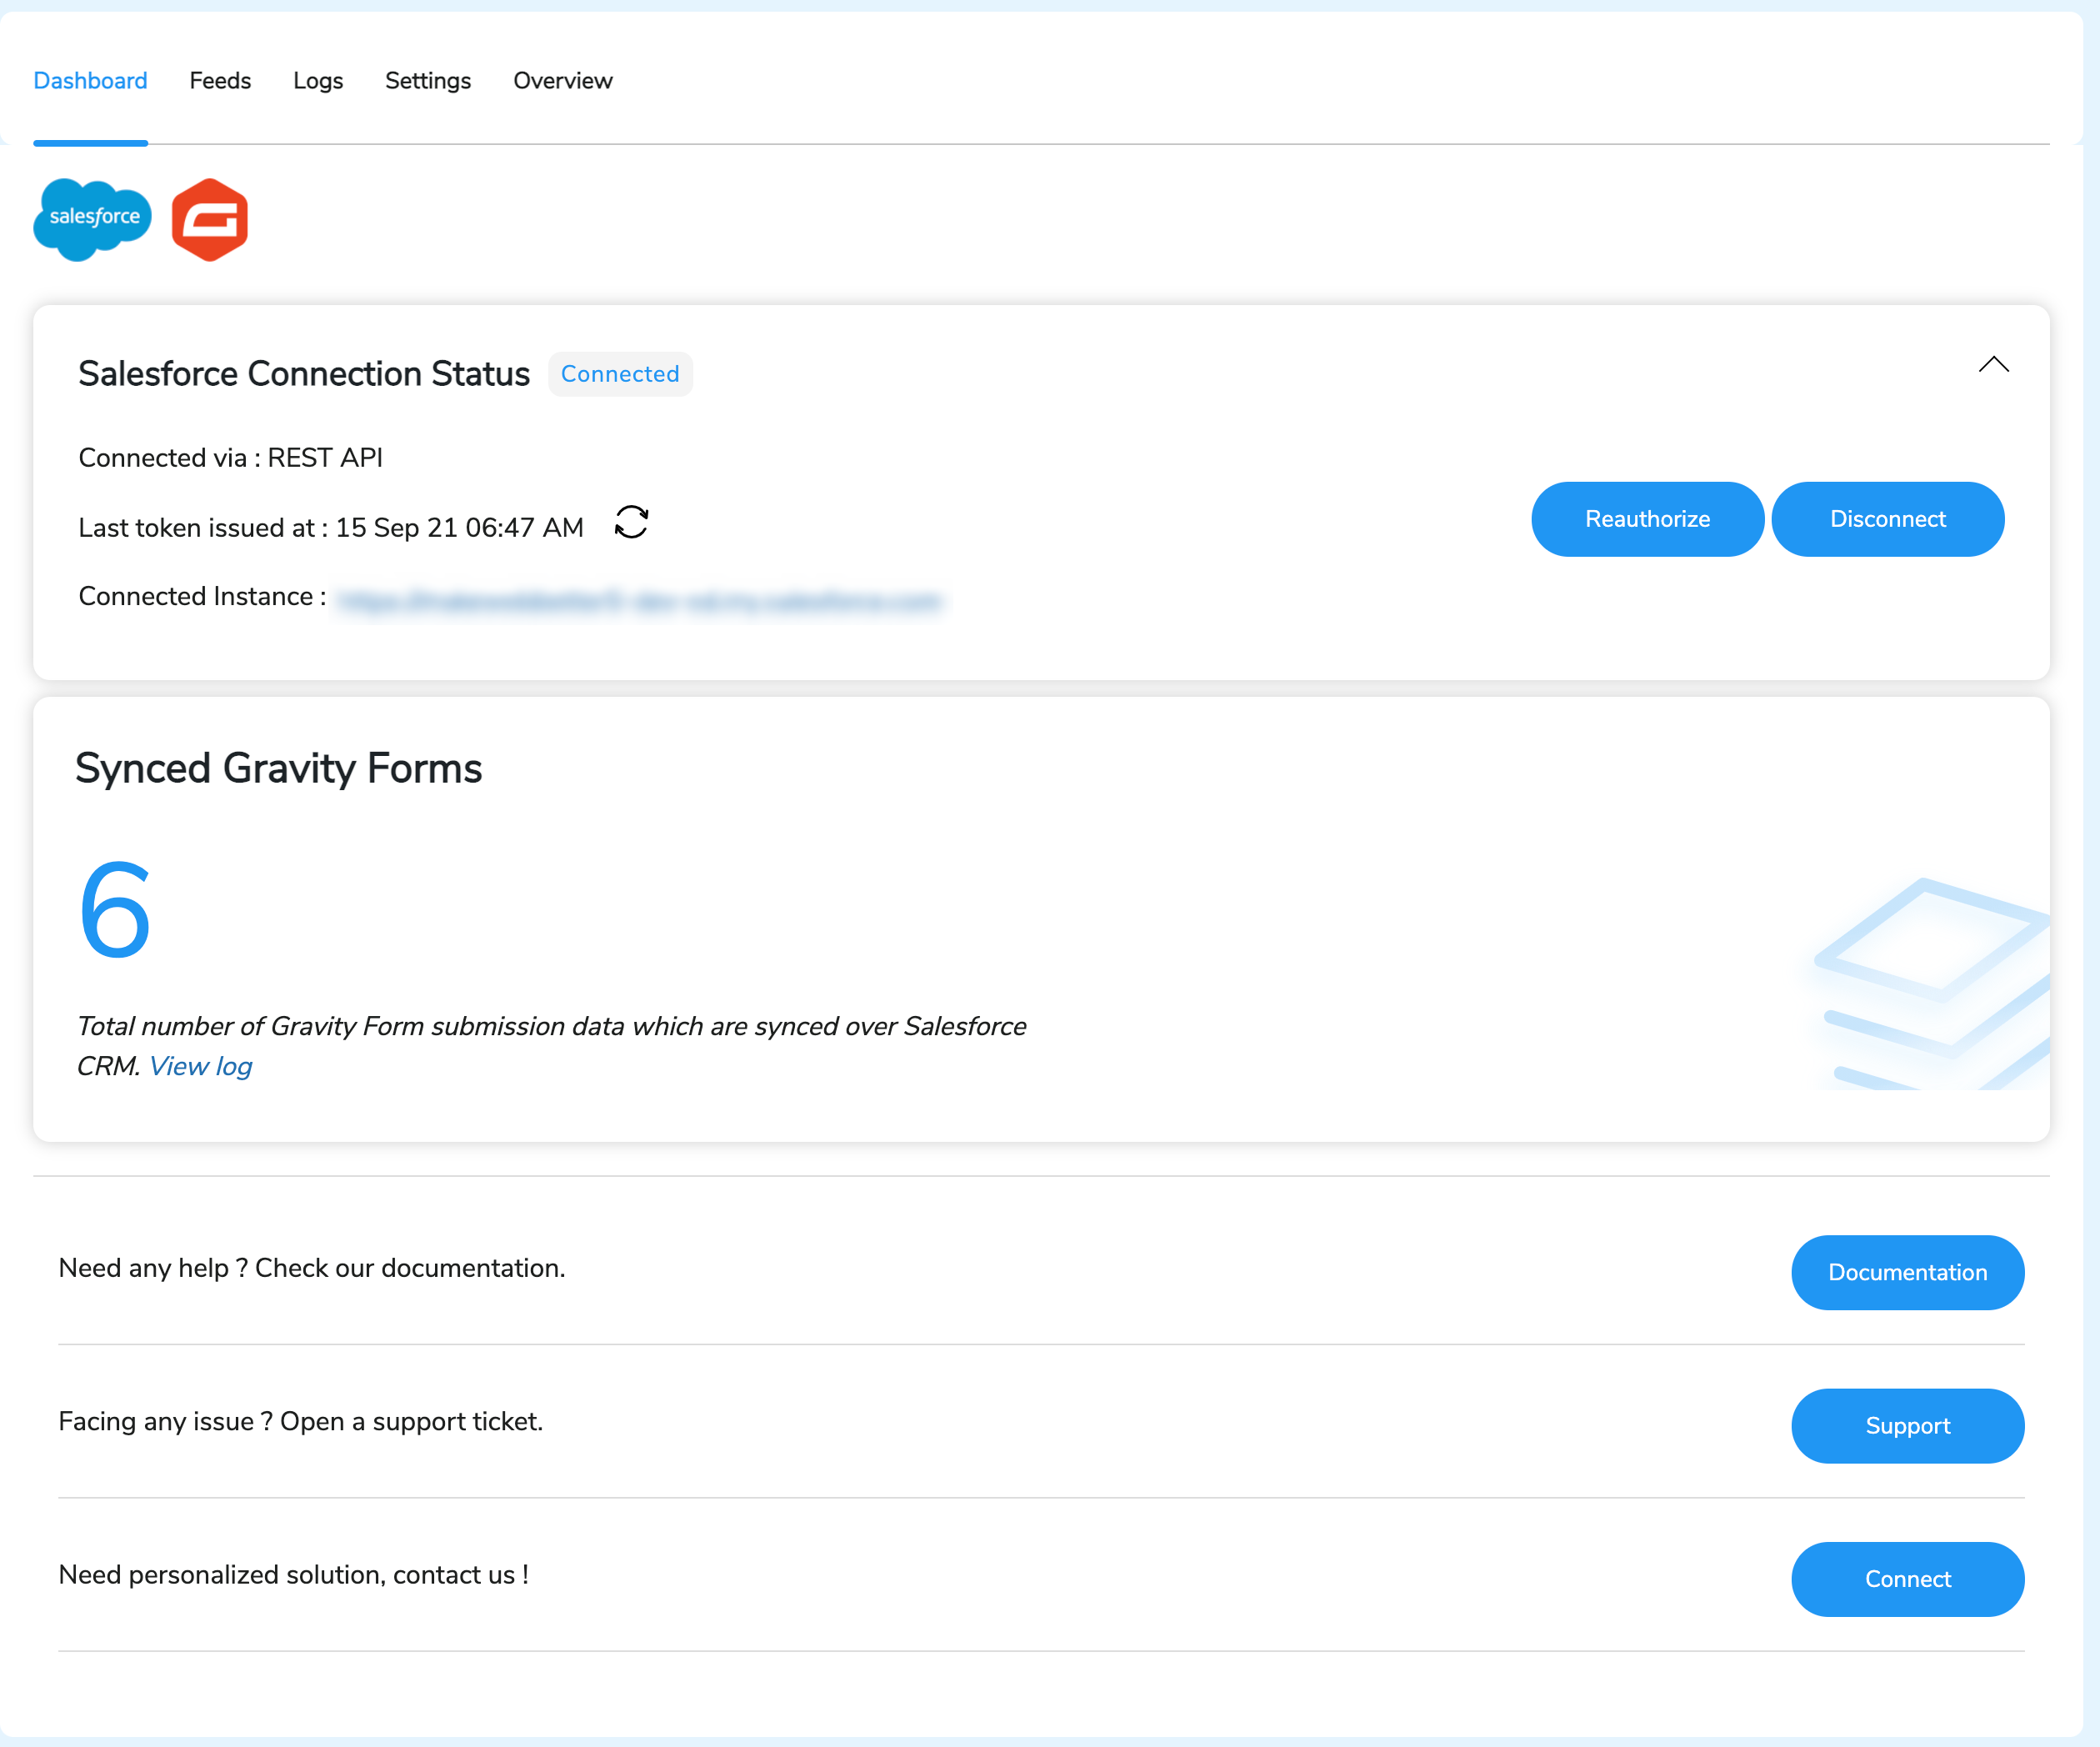 Dashboard Feeds Logs Settings Overview
salesforce
Salesforce Connection Status Connected
Connected via : REST API
Last token issued at : 15 Sep 21 06:47 AM
Reauthorize Disconnect
Connected Instance :
Synced Gravity Forms
6
Total number of Gravity Form submission data which are synced over Salesforce
CRM. View log
Need any help ? Check our documentation.
Documentation
Facing any issue ? Open a support ticket.
Support
Need personalized solution, contact us !
Connect